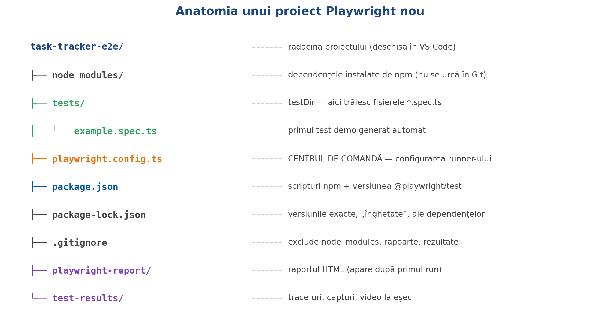 Anatomia unui proiect Playwright nou
task-tracker-e2e/ rădăcina proiectului (deschisă în VS Code)
├── node_modules/ dependențele instalate de npm (nu se urcă în Git)
├── tests/ testDir — aici trăiesc fișierele *.spec.ts
│   └── example.spec.ts primul test demo generat automat
├── playwright.config.ts CENTRUL DE COMANDĂ — configurarea runner-ului
├── package.json scripturi npm + versiunea @playwright/test
├── package-lock.json versiunile exacte, „înghețate”, ale dependențelor
├── .gitignore exclude node_modules, rapoarte, rezultate
├── playwright-report/ raportul HTML (apare după primul run)
└── test-results/ trace-uri, capturi, video la eșec